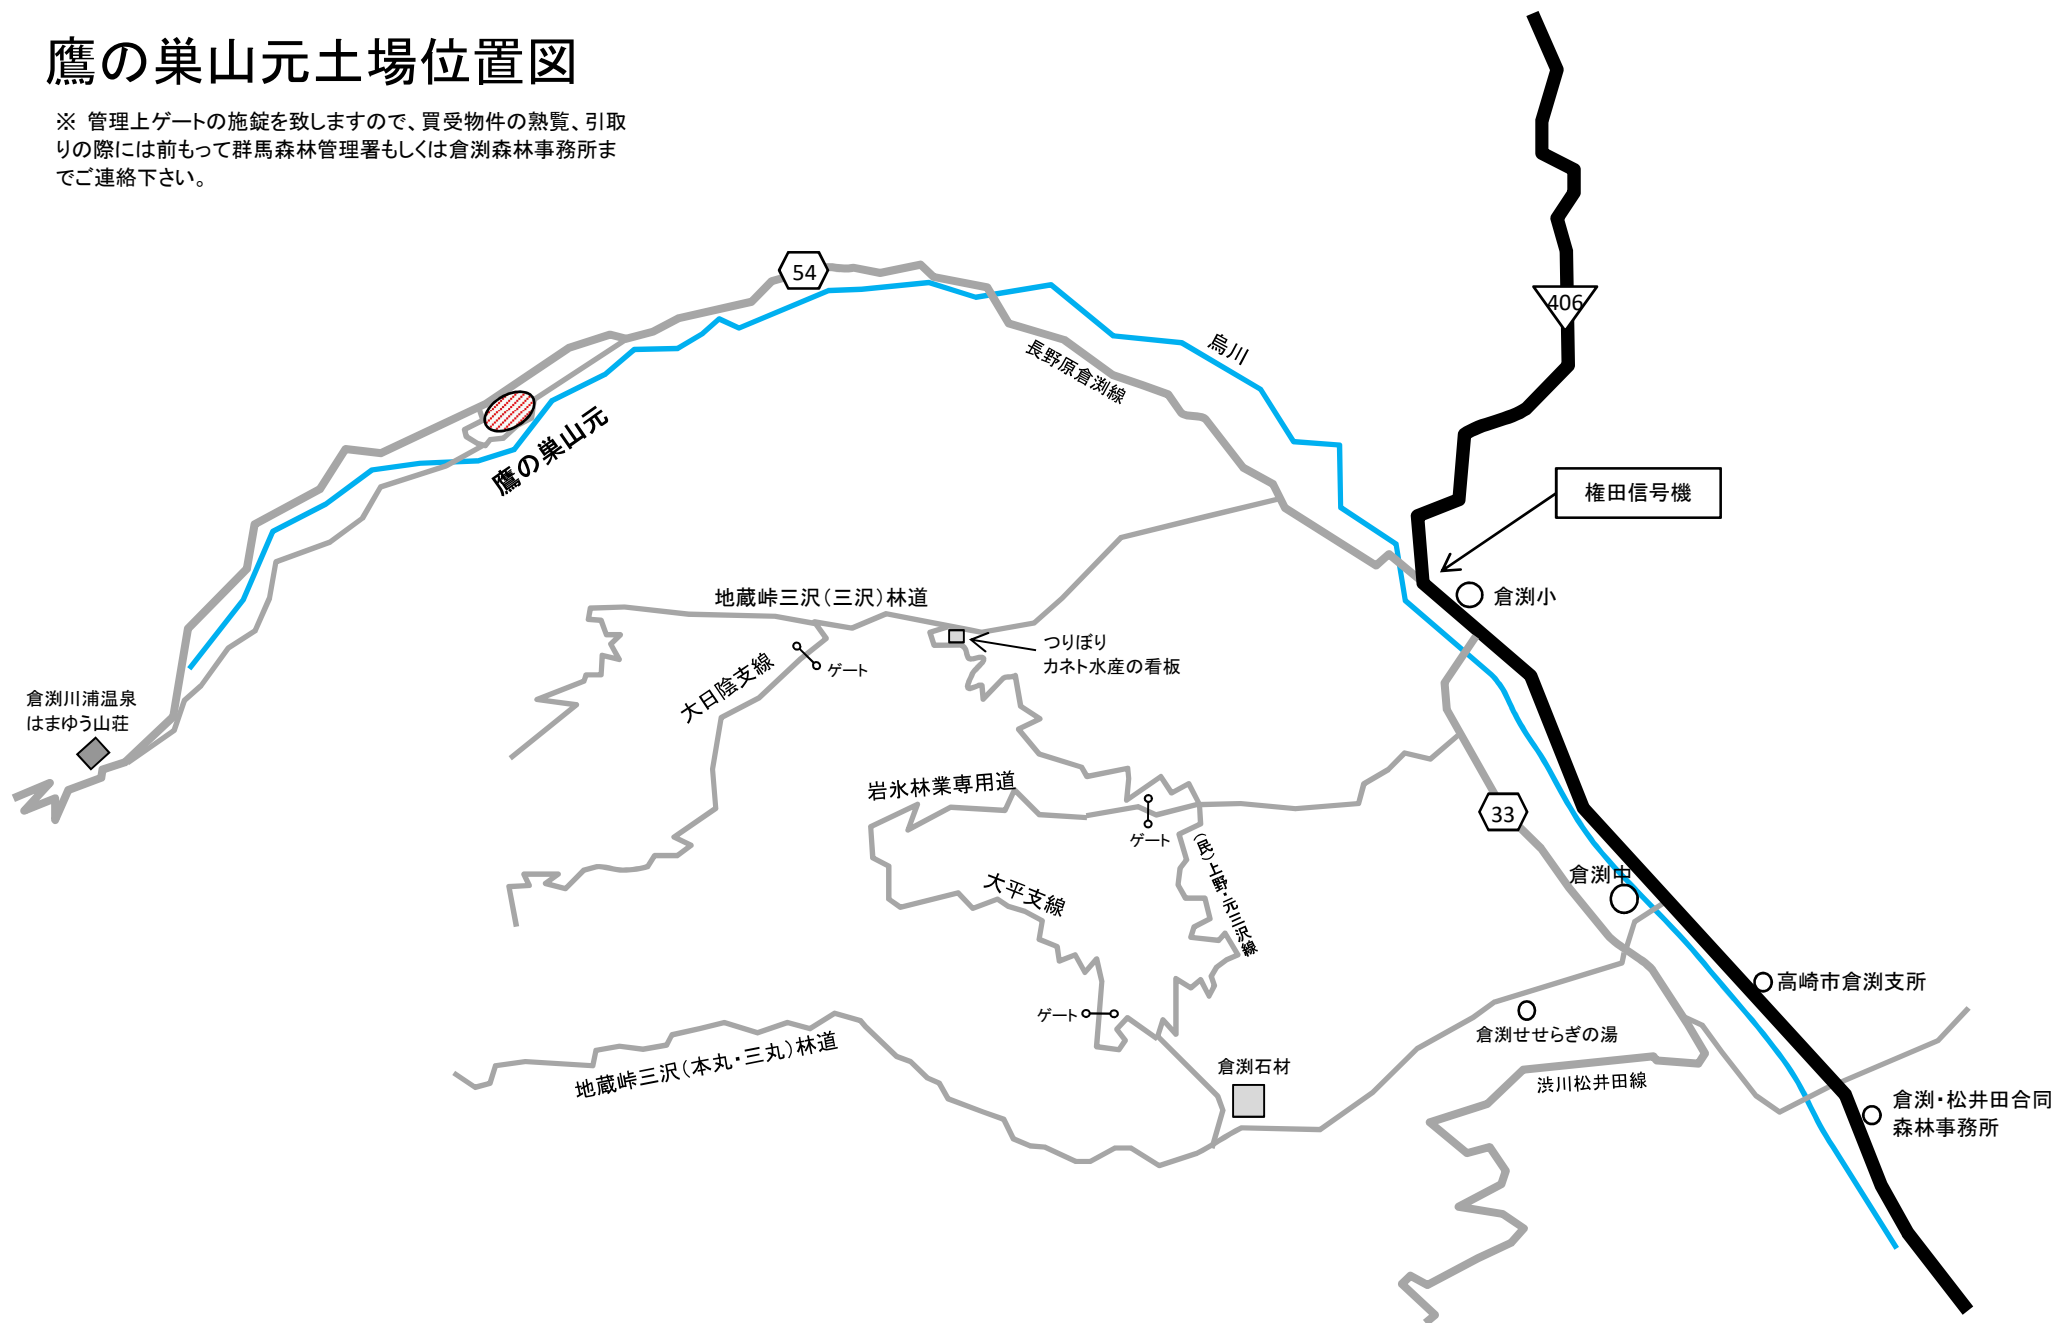 鷹の巣山元土場位置図
※ 管理上ゲートの施錠を致しますので、買受物件の熟覧、引取
りの際には前もって群馬森林管理署もしくは倉渕森林事務所ま
でご連絡下さい。
54
406
烏川
長野原倉渕線
鷹の巣山元
権田信号機
倉渕小
地蔵峠三沢（三沢）林道
つりぼり
カネト水産の看板
ゲート
大日陰支線
倉渕川浦温泉
はまゆう山荘
岩氷林業専用道
ゲート
33
（民）上野・元三沢線
倉渕中
大平支線
高崎市倉渕支所
ゲート
倉渕せせらぎの湯
地蔵峠三沢（本丸・三丸）林道
倉渕石材
渋川松井田線
倉渕・松井田合同
森林事務所